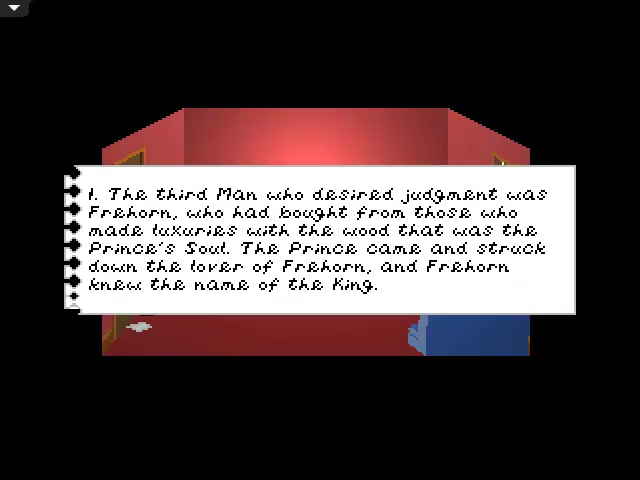 1. The third Man who desired judgment was
Frehorn, who had bought from those who
made luxuries with the wood that was the
Prince's Soul. The Prince came and struck
down the lover of Frehorn, and Frehorn
knew the name of the King.